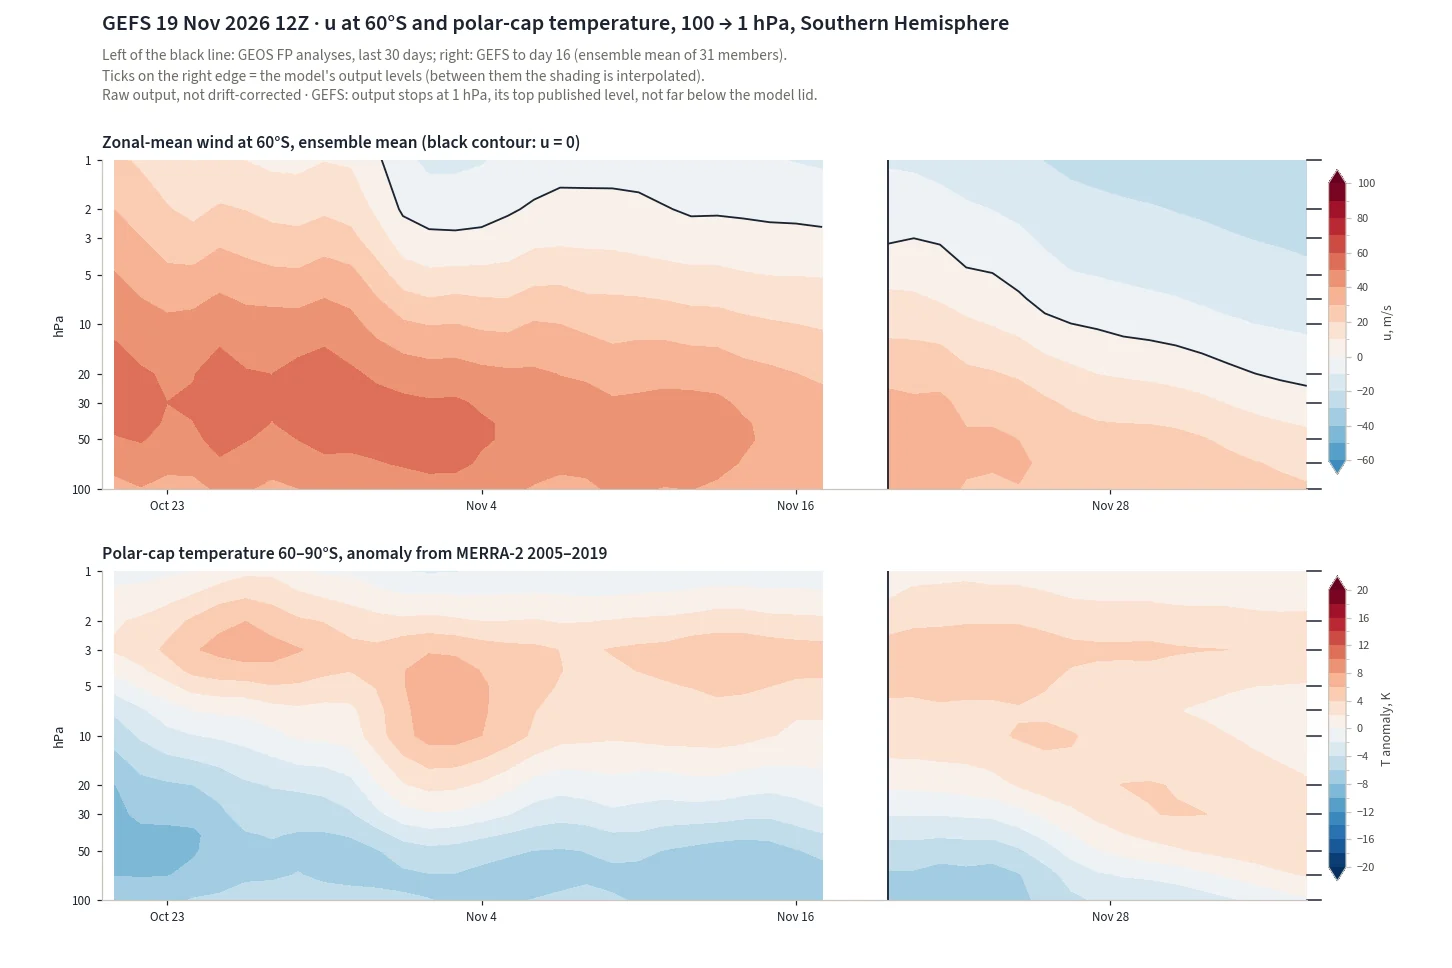 GEFS 19 Nov 2026 12Z · u at 60°S and polar-cap temperature, 100 → 1 hPa, Southern Hemisphere
Left of the black line: GEOS FP analyses, last 30 days; right: GEFS to day 16 (ensemble mean of 31 members).
Ticks on the right edge = the model's output levels (between them the shading is interpolated).
Raw output, not drift-corrected · GEFS: output stops at 1 hPa, its top published level, not far below the model lid.
Zonal-mean wind at 60°S, ensemble mean (black contour: u = 0)
1
2
3
5
10
20
30
50
100
hPa
Oct 23
Nov 4
Nov 16
Nov 28
100
80
60
40
20
0
−20
−40
−60
u, m/s
Polar-cap temperature 60–90°S, anomaly from MERRA-2 2005–2019
1
2
3
5
10
20
30
50
100
hPa
Oct 23
Nov 4
Nov 16
Nov 28
20
16
12
8
4
0
−4
−8
−12
−16
−20
T anomaly, K